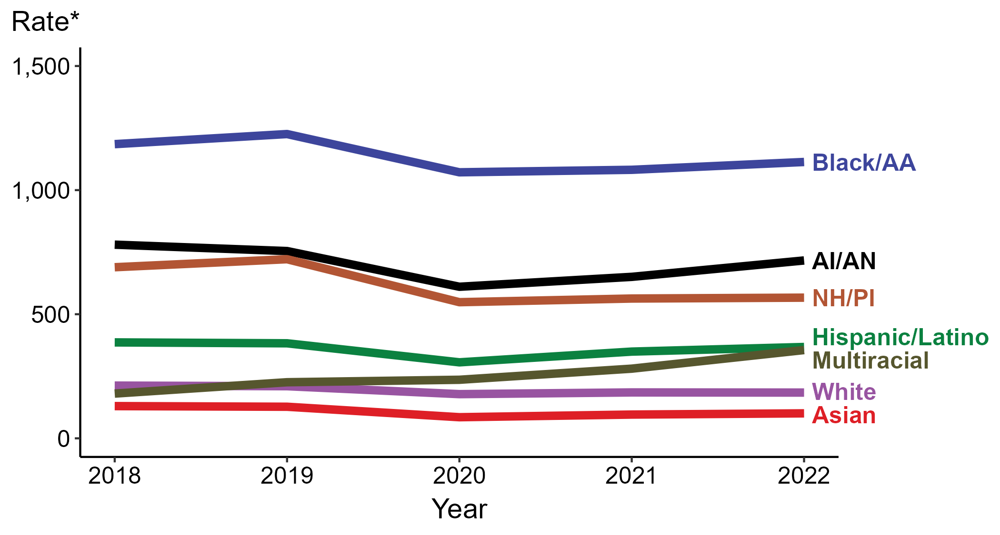 Rate*
1,500
1,000
500
0
Black/AA
AI/AN
NH/PI
Hispanic/Latino
Multiracial
White
Asian
2018 2019 2020 2021 2022
Year